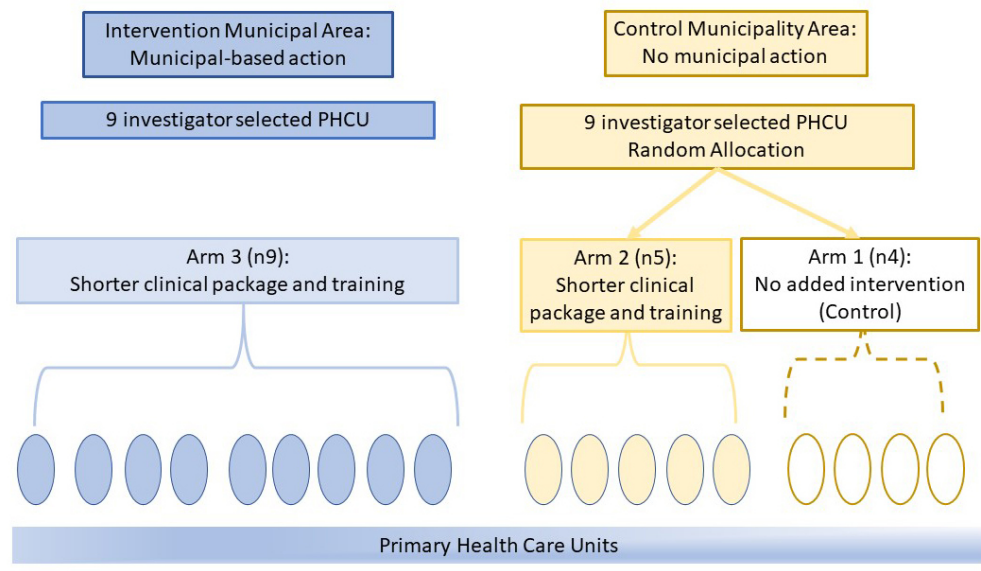 Intervention Municipal Area:
Municipal-based action
Control Municipality Area:
No municipal action
9 investigator selected PHCU
9 investigator selected PHCU
Random Allocation
Arm 3 (n9):
Shorter clinical package and training
Arm 2 (n5):
Shorter clinical
package and training
Arm 1 (n4):
No added intervention
(Control)
Primary Health Care Units